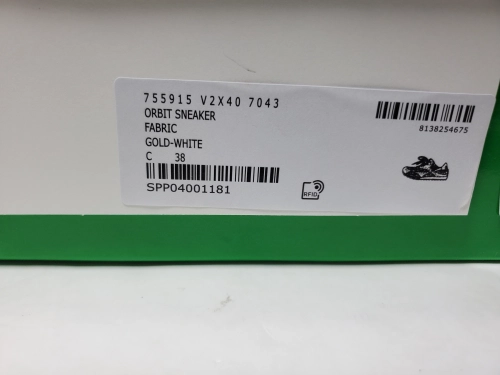 755915 V2X40 7043
ORBIT SNEAKER
FABRIC
GOLD-WHITE
C 38
SPP04001181
8138254675
RFID